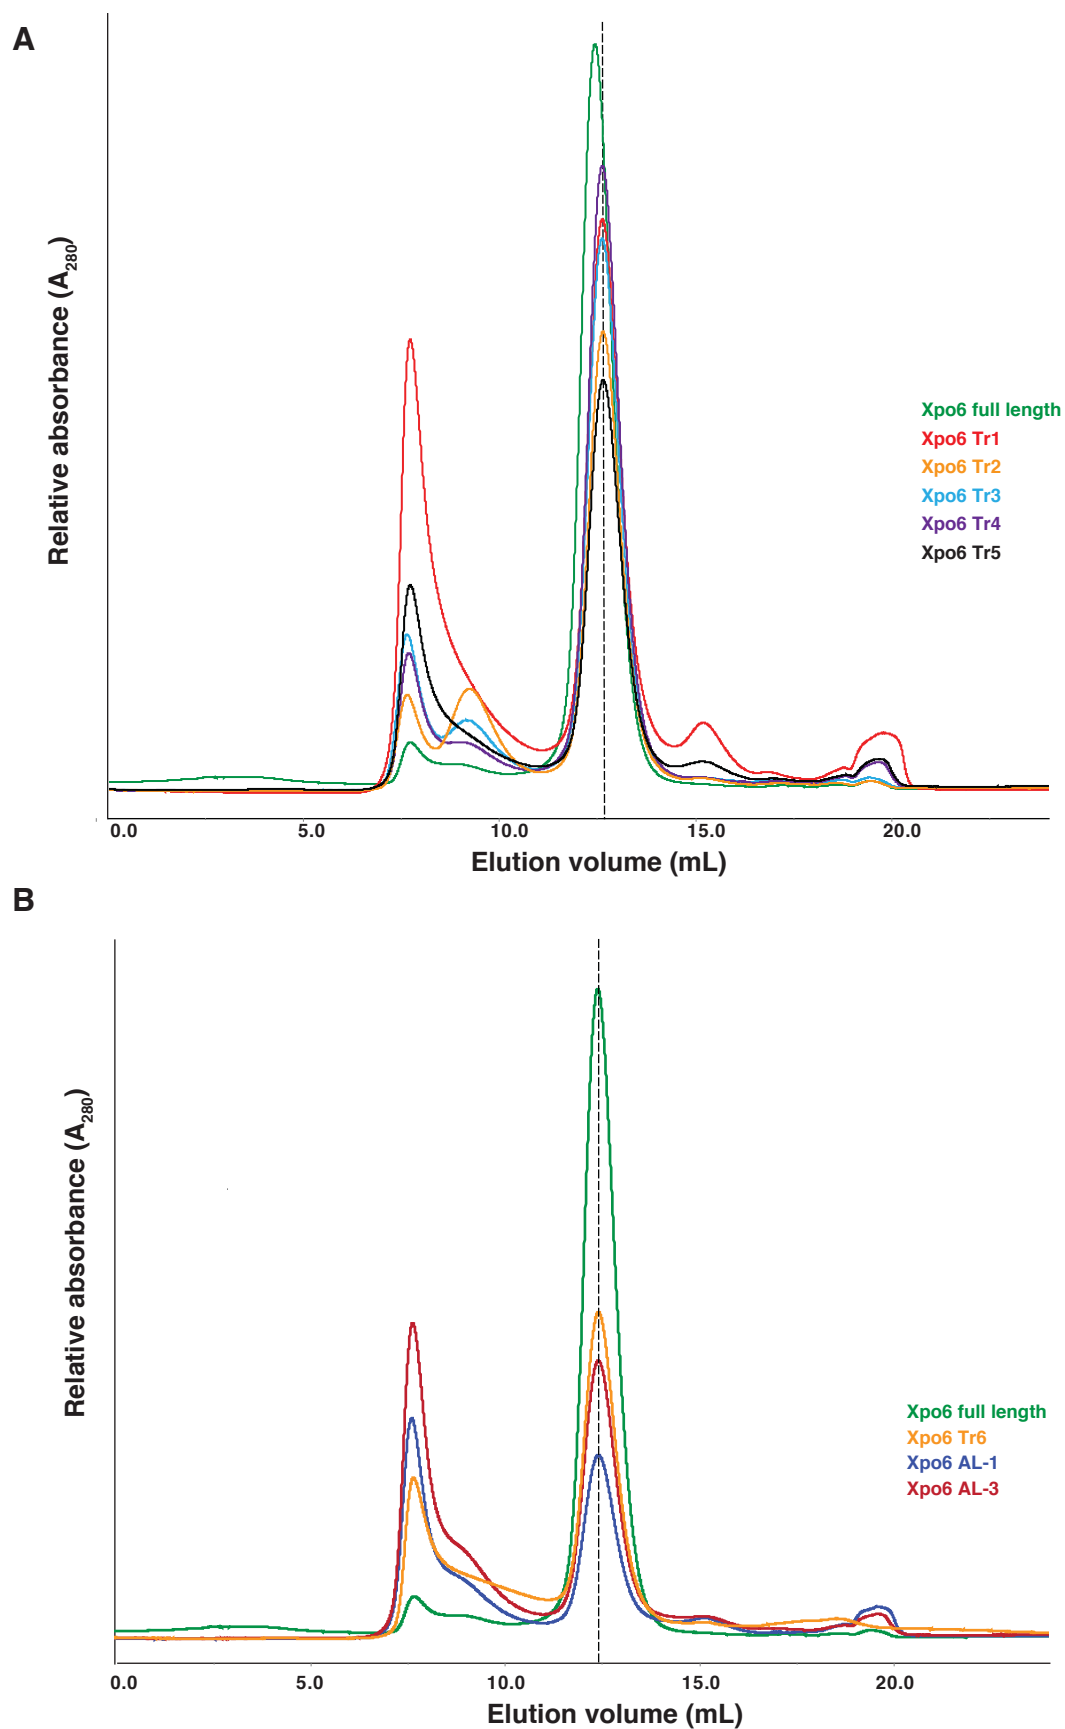 A
Relative absorbance (A280)
Xpo6 full length
Xpo6 Tr1
Xpo6 Tr2
Xpo6 Tr3
Xpo6 Tr4
Xpo6 Tr5
0.0 5.0 10.0 15.0 20.0
Elution volume (mL)
B
Relative absorbance (A280)
Xpo6 full length
Xpo6 Tr6
Xpo6 AL-1
Xpo6 AL-3
0.0 5.0 10.0 15.0 20.0
Elution volume (mL)